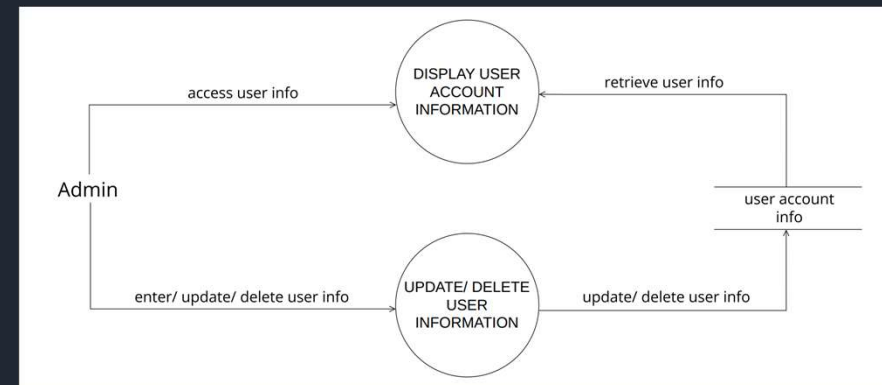 DISPLAY USER
ACCOUNT
INFORMATION
access user info
retrieve user info
Admin
user account
info
UPDATE/ DELETE
USER
INFORMATION
enter/ update/ delete user info
update/ delete user info